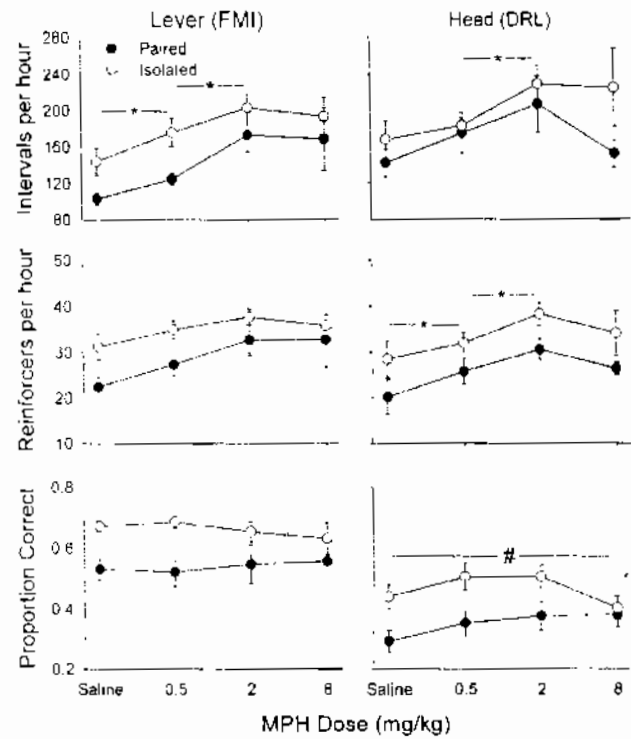 Lever (FMI)
Head (DRL)
Paired
Isolated
Intervals per hour
280
240
200
160
120
80
*
*
*
Reinforcers per hour
50
40
30
20
10
*
*
Proportion Correct
0.8
0.6
0.4
0.2
#
Saline
0.5
2
8
Saline
0.5
2
8
MPH Dose (mg/kg)